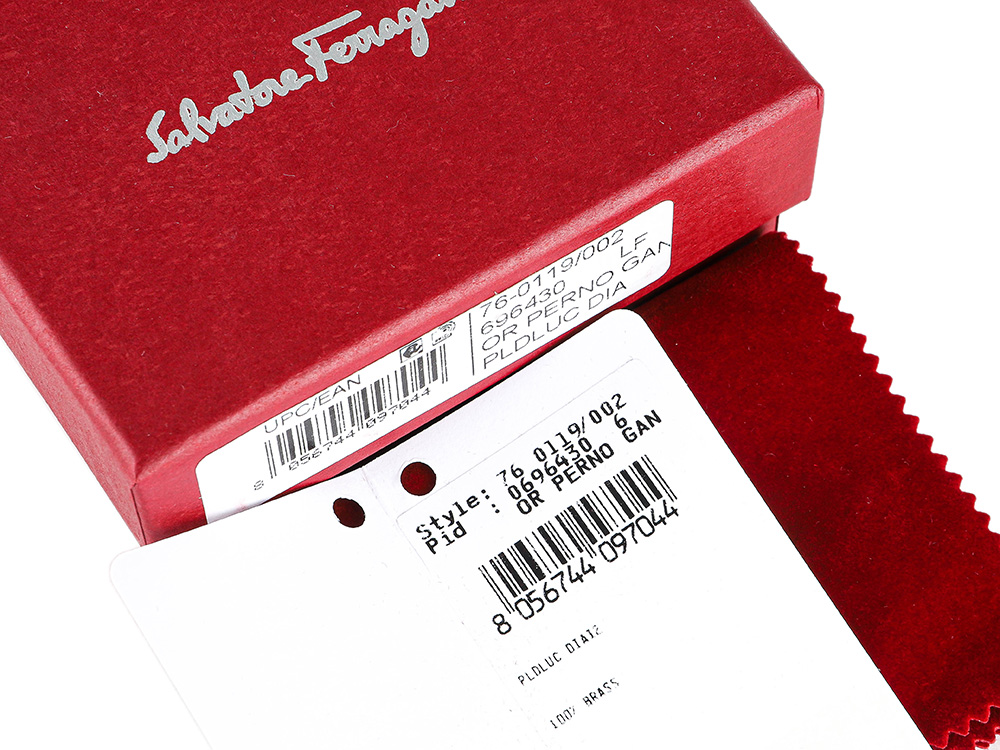 Salvatore Ferragam
76-0119/002
696430 LF
OR PERNO GAN
PLDLUC DIA
UPC/EAN
8 056744 097044
Style: 76 0119/002
Pid : 0696430 6
OR PERNO GAN
8 056744 097044
PLDLUC DIA12
100% BRASS